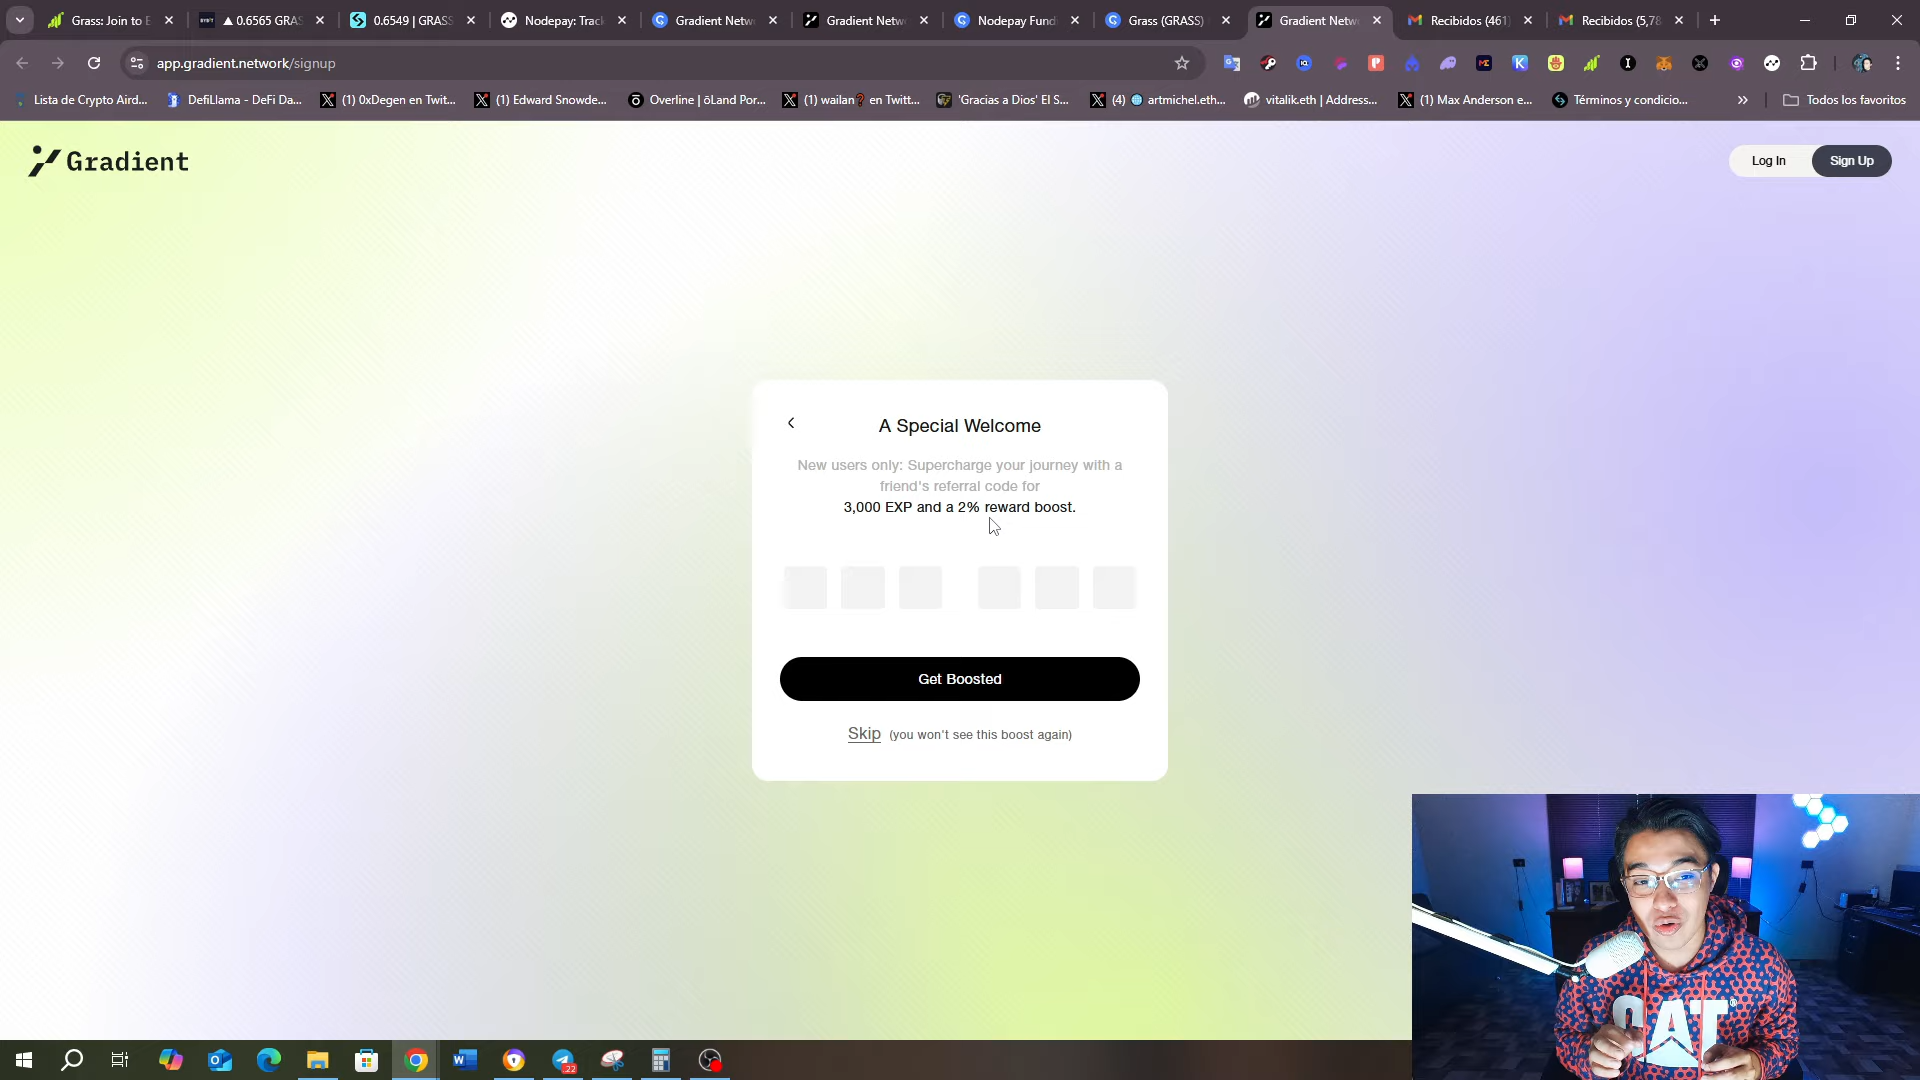 Grass: Join to E
▲ 0.6565 GRAS
0.6549 | GRASS
Nodepay: Track
Gradient Netw
Gradient Netw
Nodepay Fund
Grass (GRASS)
Gradient Netw
Recibidos (461)
Recibidos (5,78
app.gradient.network/signup
Lista de Crypto Aird...
DefiLlama - DeFi Da...
(1) 0xDegen en Twit...
(1) Edward Snowde...
Overline | ōLand Por...
(1) wailan❓ en Twitt...
'Gracias a Dios' El S...
(4) 🌐 artmichel.eth...
vitalik.eth | Address...
(1) Max Anderson e...
Términos y condicio...
»
Todos los favoritos
Gradient
Log In
Sign Up
A Special Welcome
New users only: Supercharge your journey with a
friend's referral code for
3,000 EXP and a 2% reward boost.
Get Boosted
Skip (you won't see this boost again)
CAT
22